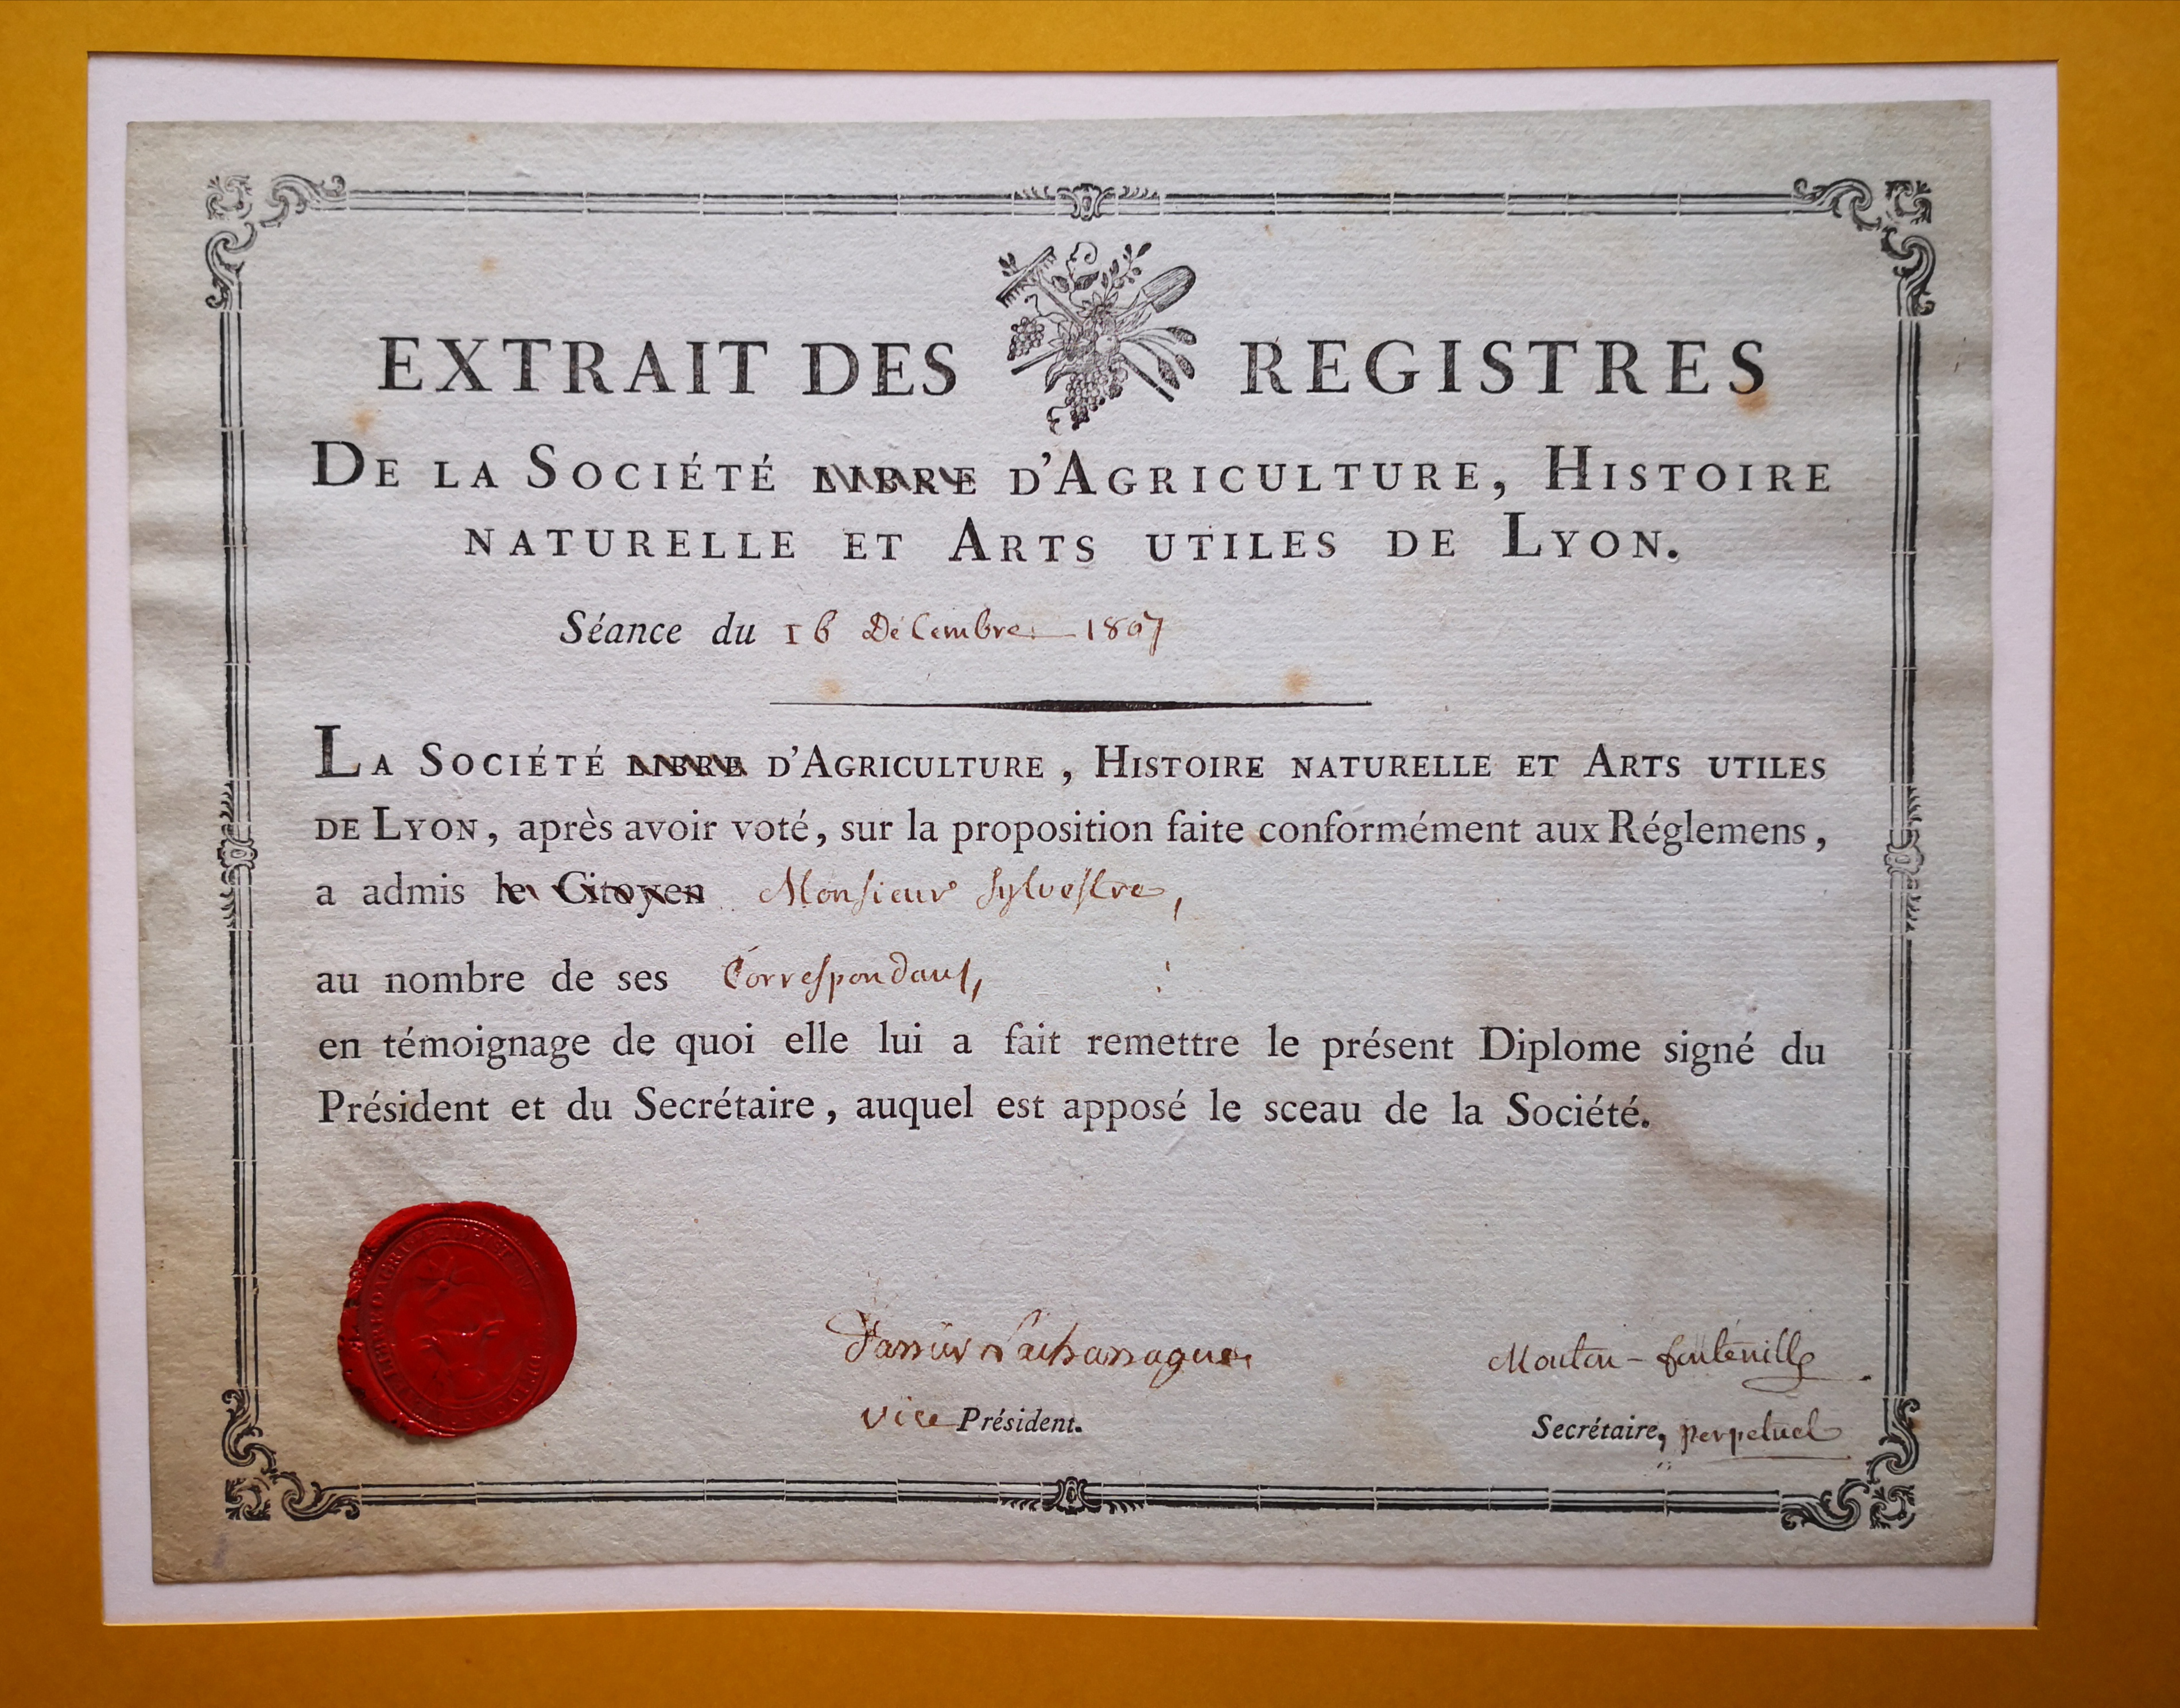 EXTRAIT DES REGISTRES
DE LA SOCIÉTÉ LIBRE D'AGRICULTURE, HISTOIRE
NATURELLE ET ARTS UTILES DE LYON.
Séance du 16 Décembre 1807
LA SOCIÉTÉ LIBRE D'AGRICULTURE, HISTOIRE NATURELLE ET ARTS UTILES
DE LYON, après avoir voté, sur la proposition faite conformément aux Réglemens,
a admis le Citoyen Monsieur Sylvestre,
au nombre de ses Correspondans,
en témoignage de quoi elle lui a fait remettre le présent Diplome signé du
Président et du Secrétaire, auquel est apposé le sceau de la Société.
Mouton-fontenille
vice Président.
Secrétaire, perpetuel